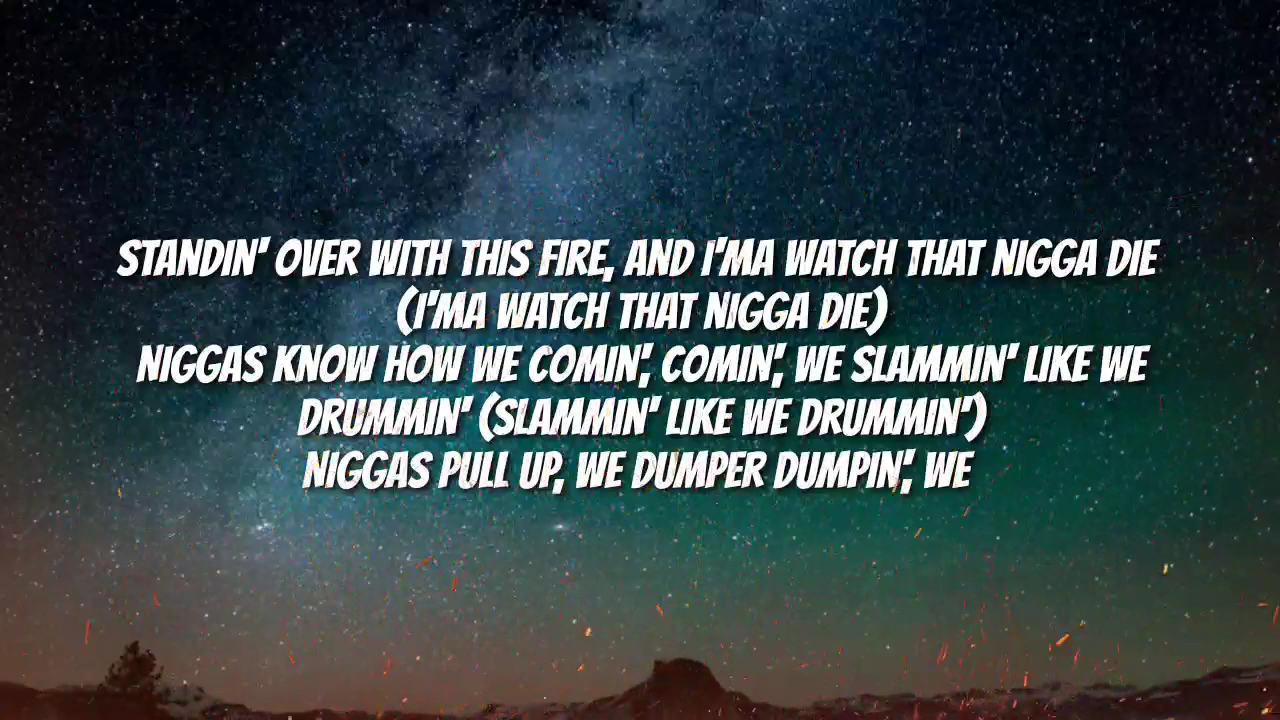 STANDIN' OVER WITH THIS FIRE, AND I'MA WATCH THAT NIGGA DIE
(I'MA WATCH THAT NIGGA DIE)
NIGGAS KNOW HOW WE COMIN', COMIN', WE SLAMMIN' LIKE WE
DRUMMIN' (SLAMMIN' LIKE WE DRUMMIN')
NIGGAS PULL UP, WE DUMPER DUMPIN', WE